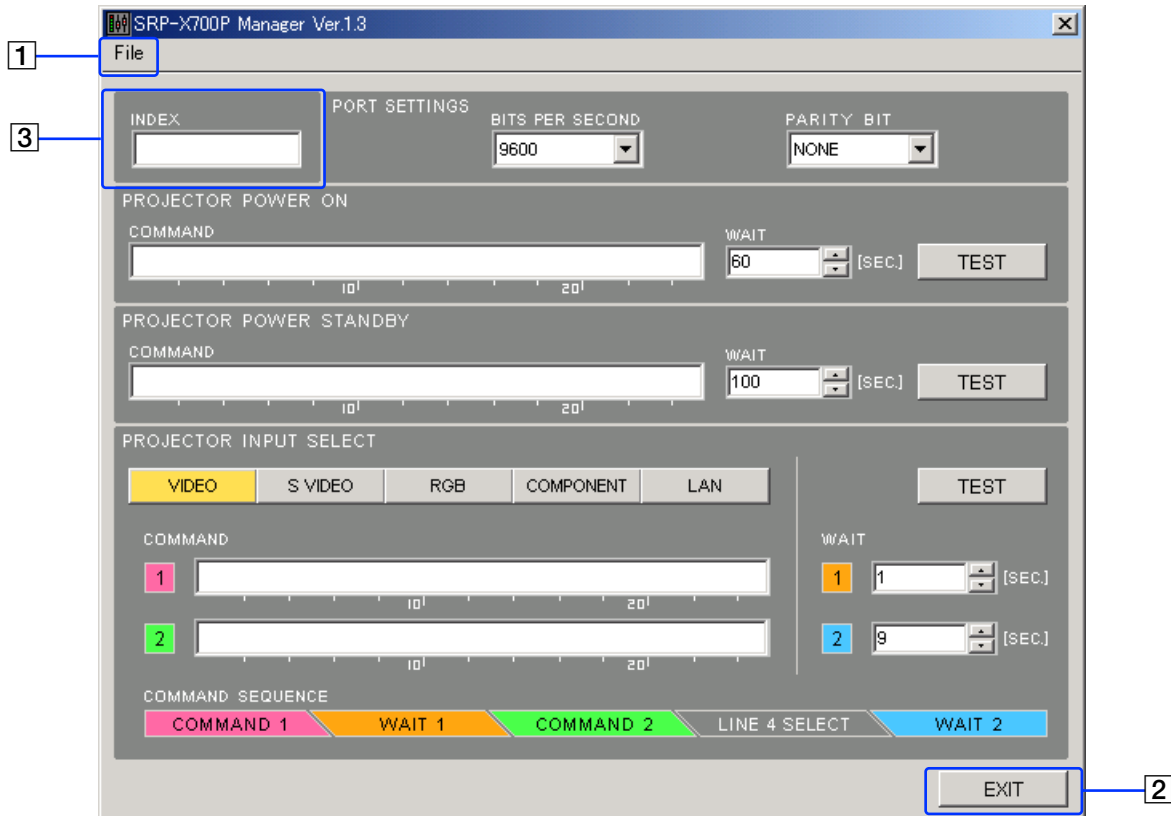 SRP-X700P Manager Ver.1.3
1
File
3
INDEX
PORT SETTINGS
BITS PER SECOND
9600
PARITY BIT
NONE
PROJECTOR POWER ON
COMMAND
10
20
WAIT
60
[SEC.]
TEST
PROJECTOR POWER STANDBY
COMMAND
10
20
WAIT
100
[SEC.]
TEST
PROJECTOR INPUT SELECT
VIDEO
S VIDEO
RGB
COMPONENT
LAN
TEST
COMMAND
WAIT
1
10
20
1
1
[SEC.]
2
10
20
2
9
[SEC.]
COMMAND SEQUENCE
COMMAND 1
WAIT 1
COMMAND 2
LINE 4 SELECT
WAIT 2
EXIT
2